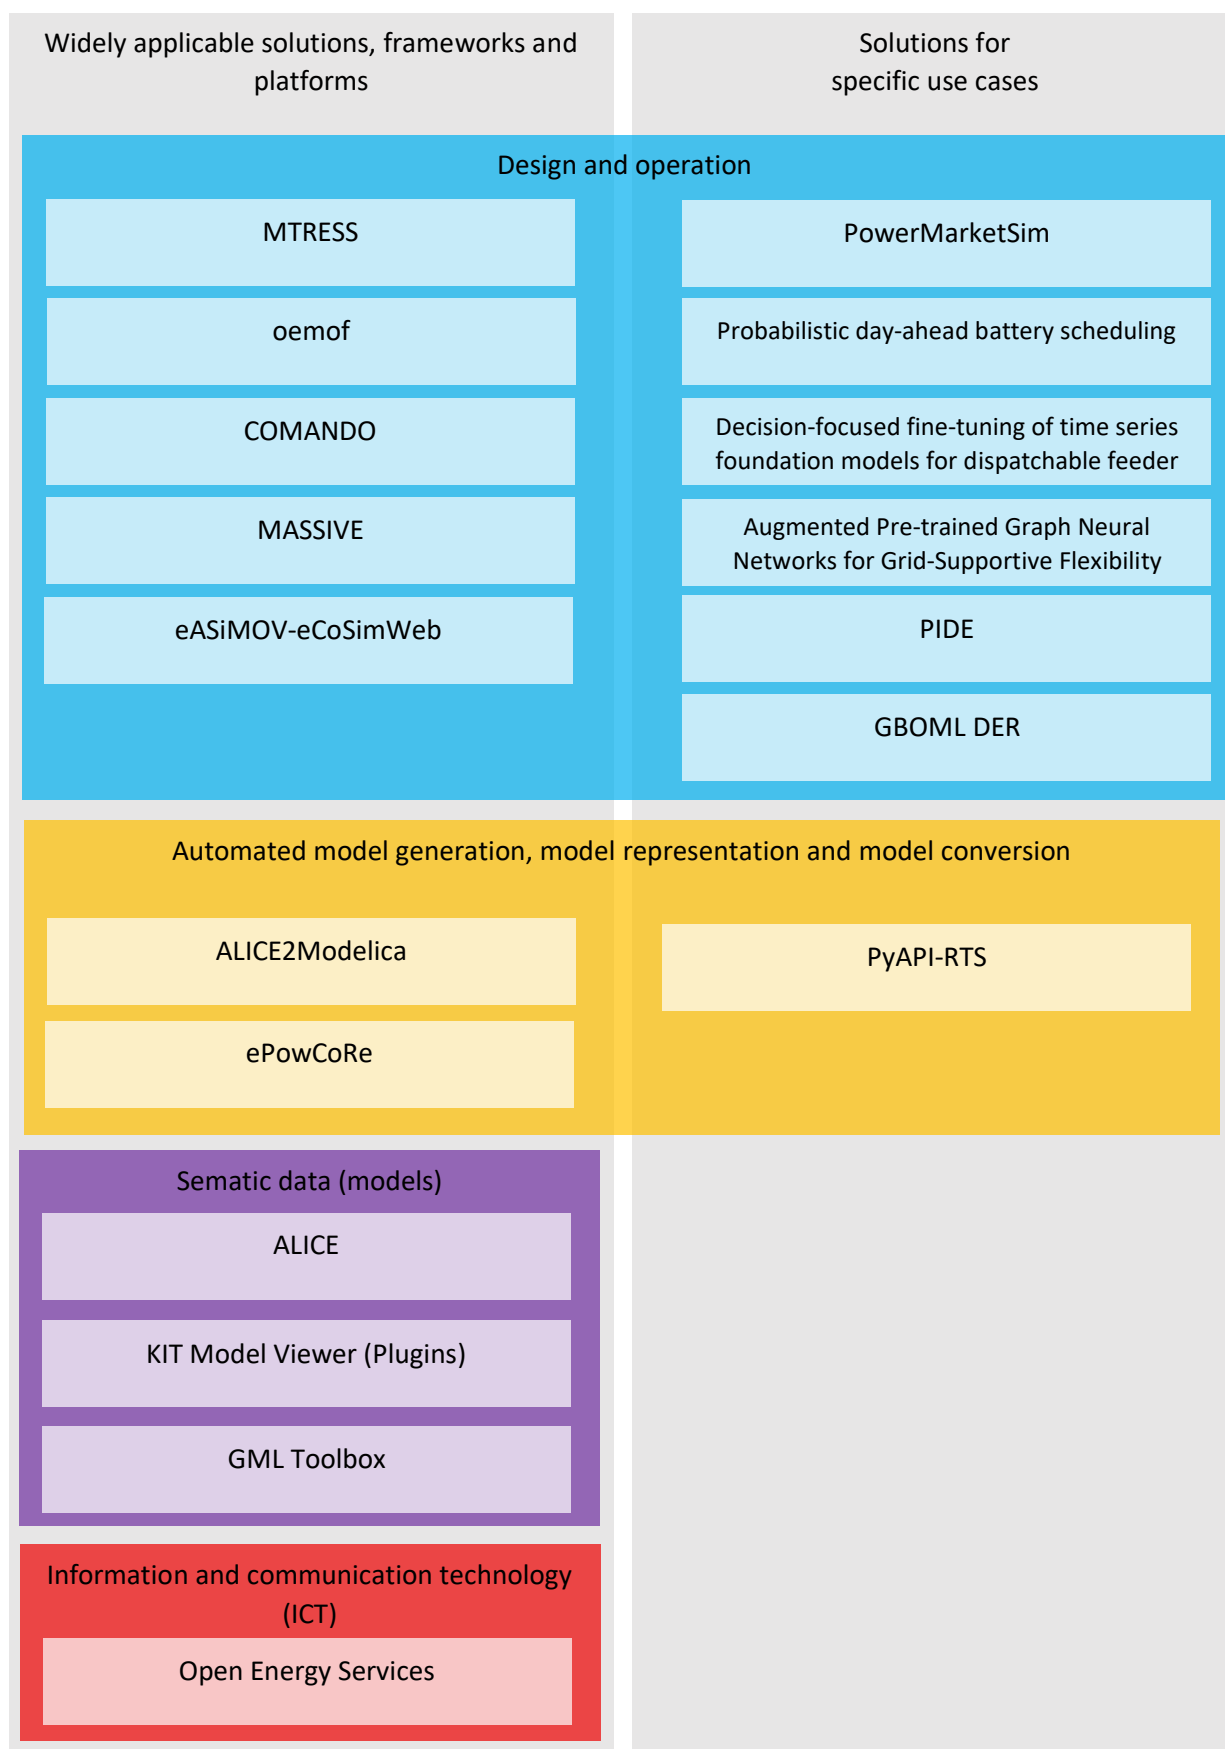 Widely applicable solutions, frameworks and
platforms
Solutions for
specific use cases
Design and operation
MTRESS
oemof
COMANDO
MASSIVE
eASiMOV-eCoSimWeb
PowerMarketSim
Probabilistic day-ahead battery scheduling
Decision-focused fine-tuning of time series
foundation models for dispatchable feeder
Augmented Pre-trained Graph Neural
Networks for Grid-Supportive Flexibility
PIDE
GBOML DER
Automated model generation, model representation and model conversion
ALICE2Modelica
ePowCoRe
PyAPI-RTS
Sematic data (models)
ALICE
KIT Model Viewer (Plugins)
GML Toolbox
Information and communication technology
(ICT)
Open Energy Services